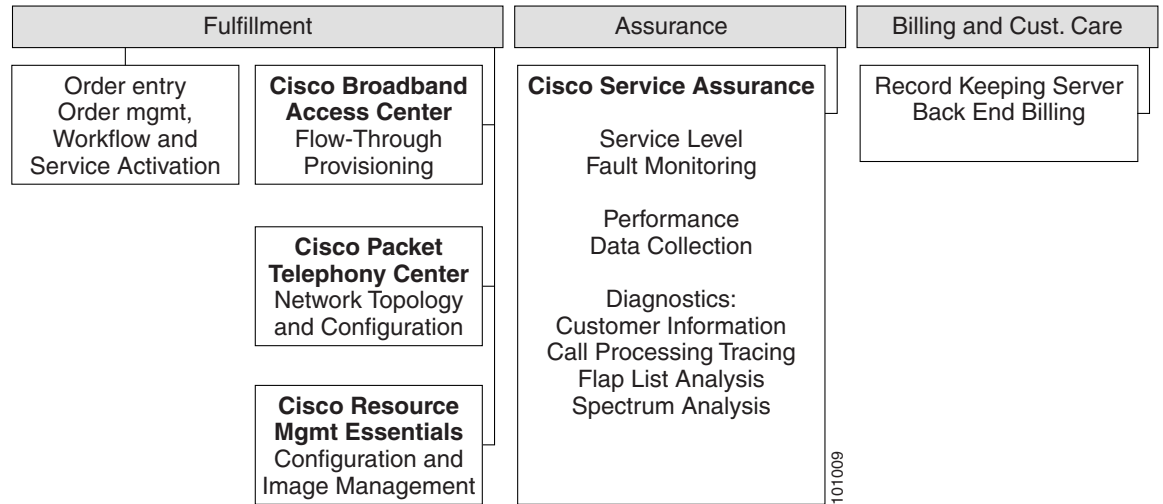 Fulfillment
Assurance
Billing and Cust. Care
Order entry
Order mgmt,
Workflow and
Service Activation
Cisco Broadband
Access Center
Flow-Through
Provisioning
Cisco Packet
Telephony Center
Network Topology
and Configuration
Cisco Resource
Mgmt Essentials
Configuration and
Image Management
Cisco Service Assurance
Service Level
Fault Monitoring
Performance
Data Collection
Diagnostics:
Customer Information
Call Processing Tracing
Flap List Analysis
Spectrum Analysis
Record Keeping Server
Back End Billing
101009